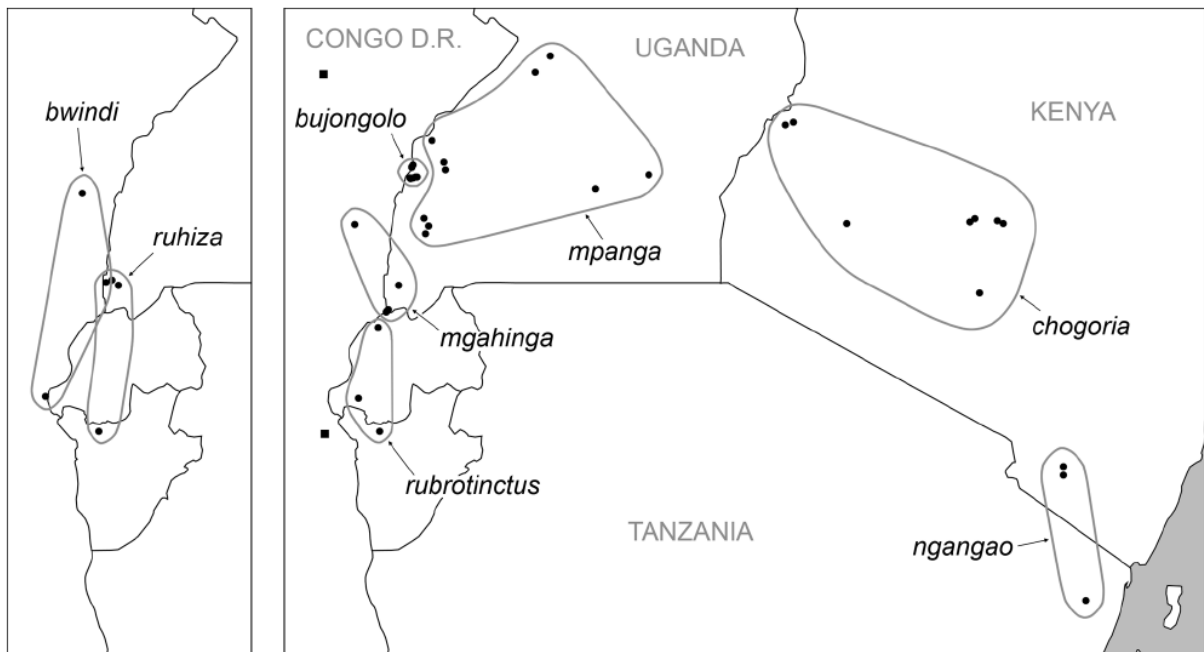 bwindi
ruhiza
CONGO D.R.
UGANDA
KENYA
bujongolo
mpanga
mgahinga
chogoria
rubrotinctus
TANZANIA
ngangao